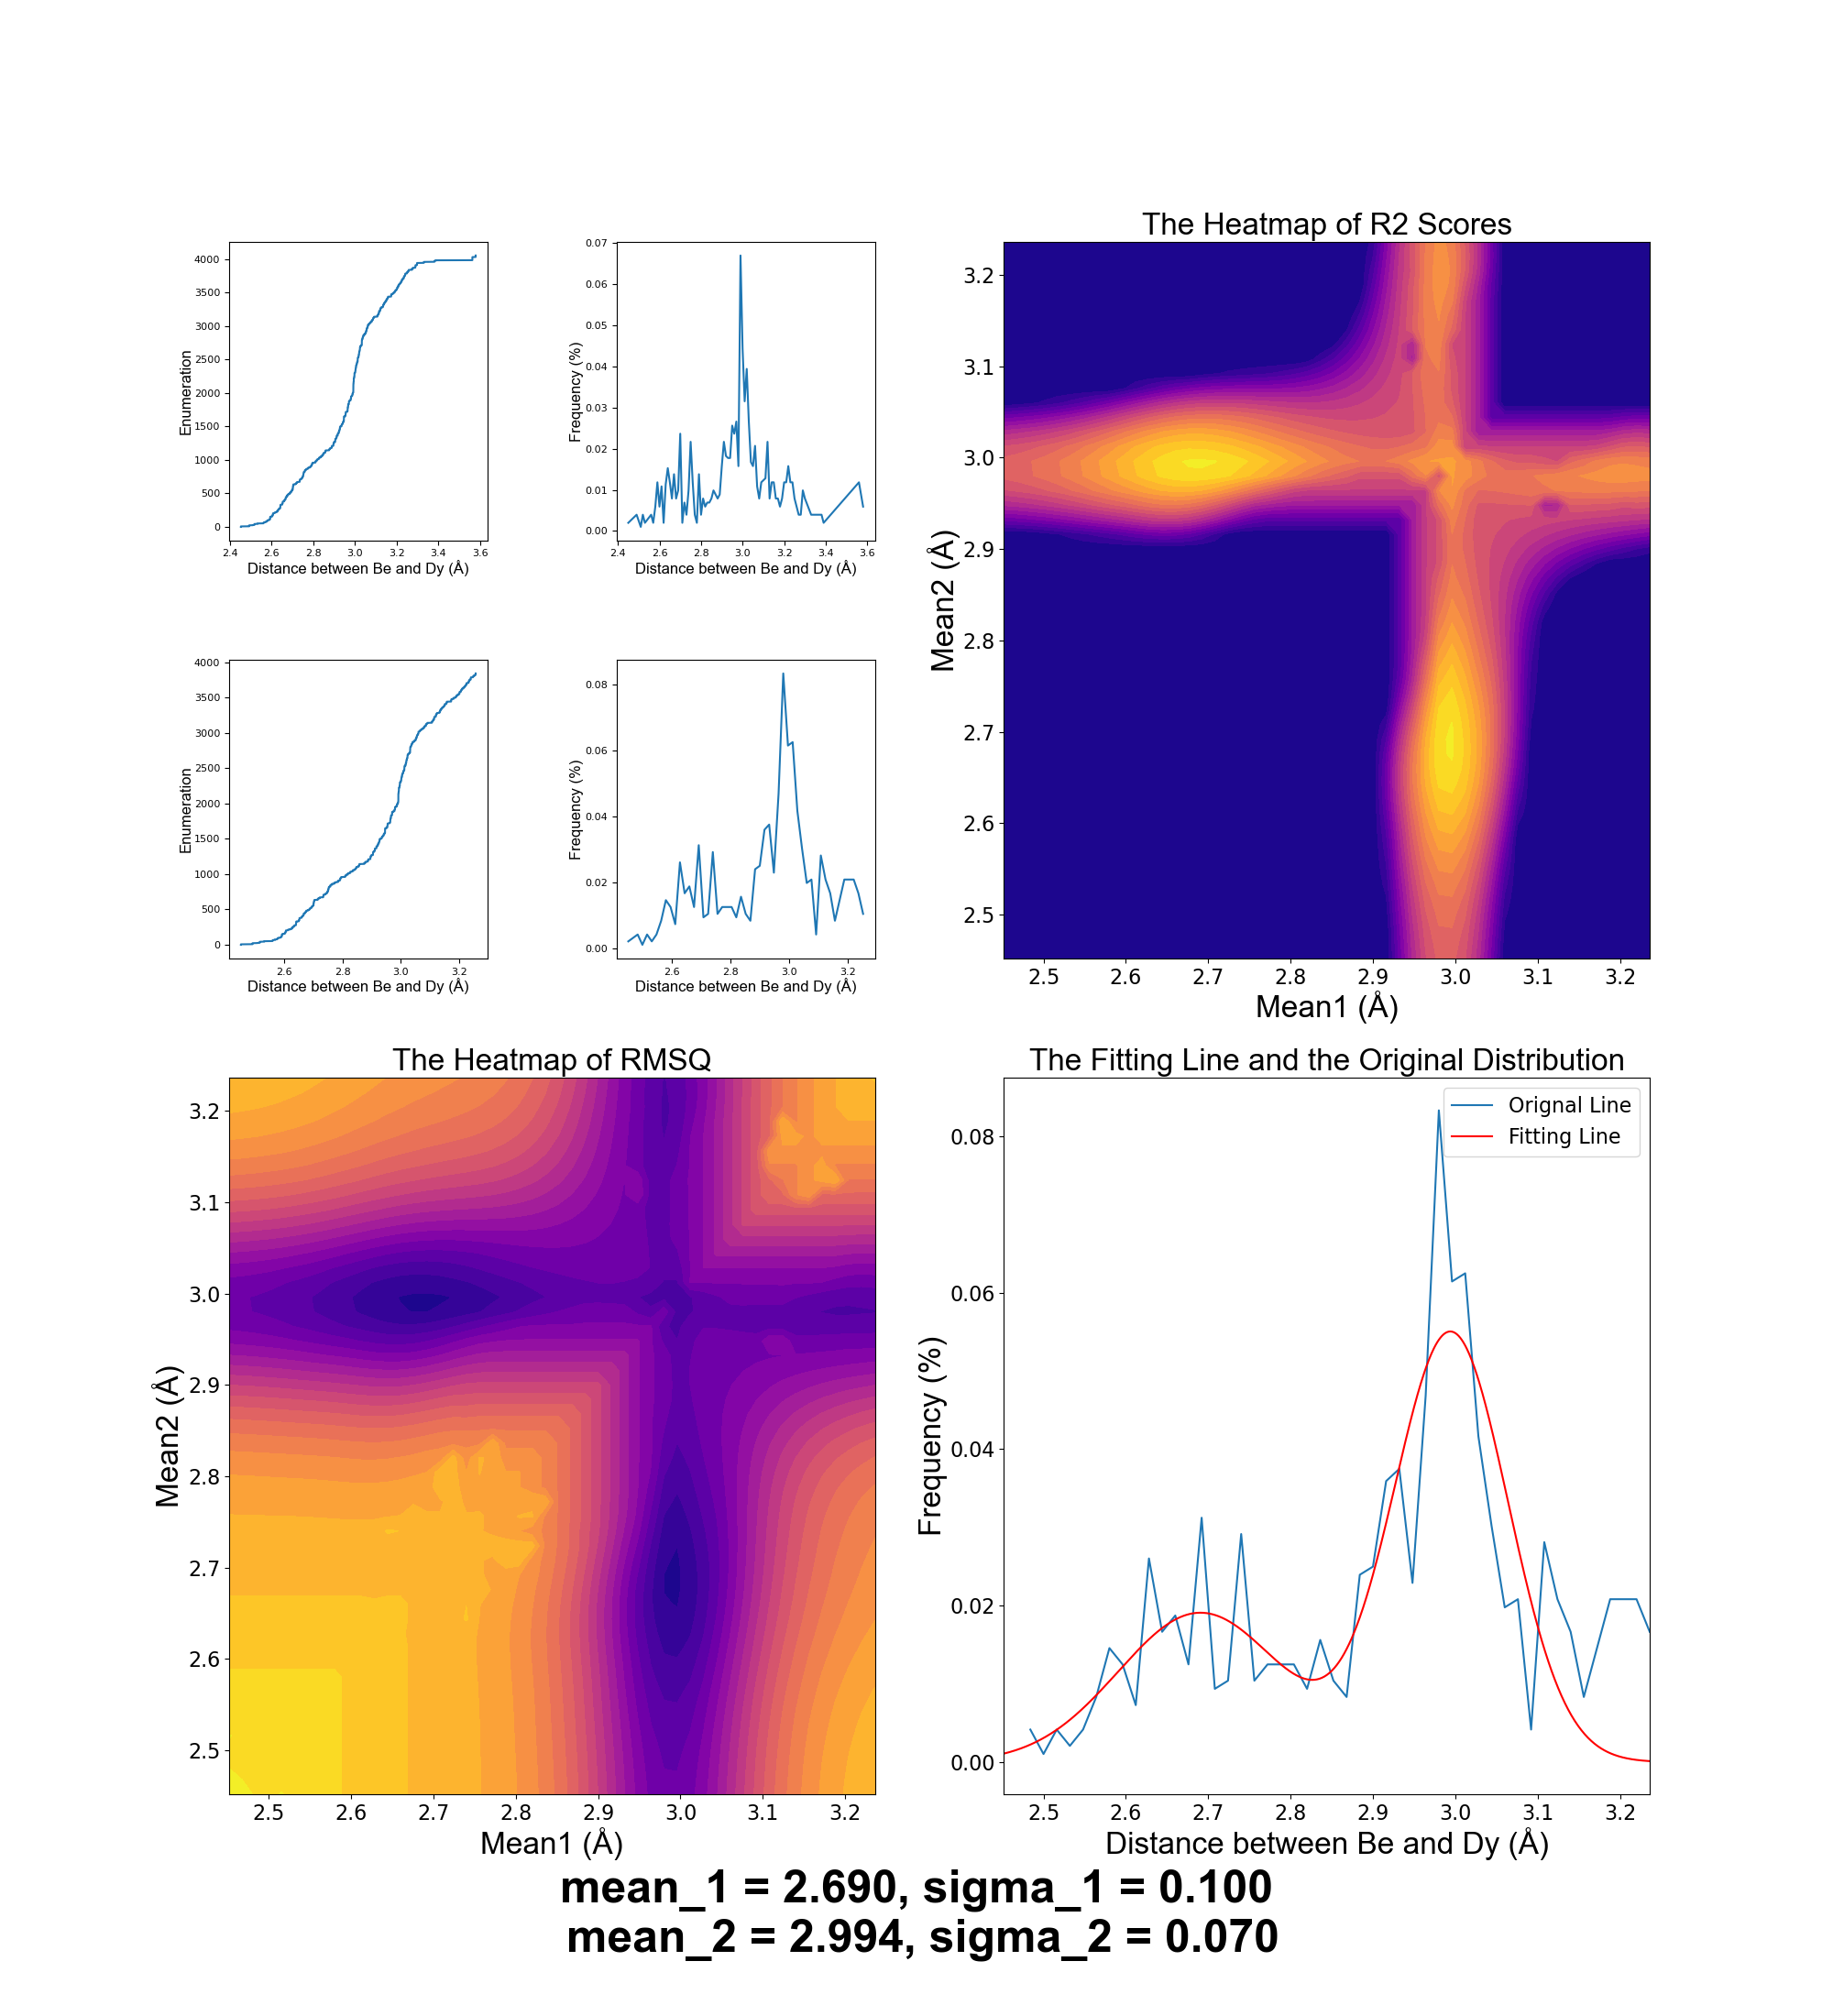 4000
3500
3000
2500
2000
1500
1000
500
0
Enumeration
2.4 2.6 2.8 3.0 3.2 3.4 3.6
Distance between Be and Dy (Å)
0.07
0.06
0.05
0.04
0.03
0.02
0.01
0.00
Frequency (%)
2.4 2.6 2.8 3.0 3.2 3.4 3.6
Distance between Be and Dy (Å)
The Heatmap of R2 Scores
3.2
3.1
3.0
2.9
2.8
2.7
2.6
2.5
Mean2 (Å)
2.5 2.6 2.7 2.8 2.9 3.0 3.1 3.2
Mean1 (Å)
4000
3500
3000
2500
2000
1500
1000
500
0
Enumeration
2.6 2.8 3.0 3.2
Distance between Be and Dy (Å)
0.08
0.06
0.04
0.02
0.00
Frequency (%)
2.6 2.8 3.0 3.2
Distance between Be and Dy (Å)
The Heatmap of RMSQ
3.2
3.1
3.0
2.9
2.8
2.7
2.6
2.5
Mean2 (Å)
2.5 2.6 2.7 2.8 2.9 3.0 3.1 3.2
Mean1 (Å)
The Fitting Line and the Original Distribution
Orignal Line
Fitting Line
0.08
0.06
0.04
0.02
0.00
Frequency (%)
2.5 2.6 2.7 2.8 2.9 3.0 3.1 3.2
Distance between Be and Dy (Å)
mean_1 = 2.690, sigma_1 = 0.100
mean_2 = 2.994, sigma_2 = 0.070